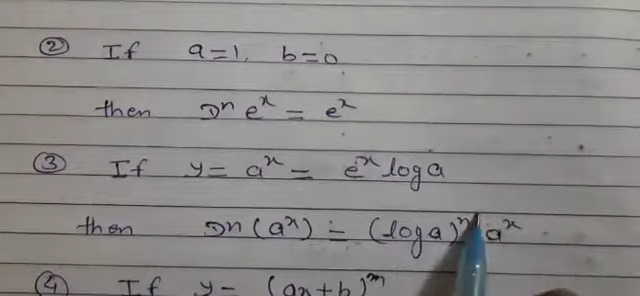 ② If a=1, b=0
then Dⁿ eˣ = eˣ
③ If y = aˣ = eˣ log a
then Dⁿ (aˣ) = (log a)ⁿ aˣ
④ If y = (ax+b)ᵐ